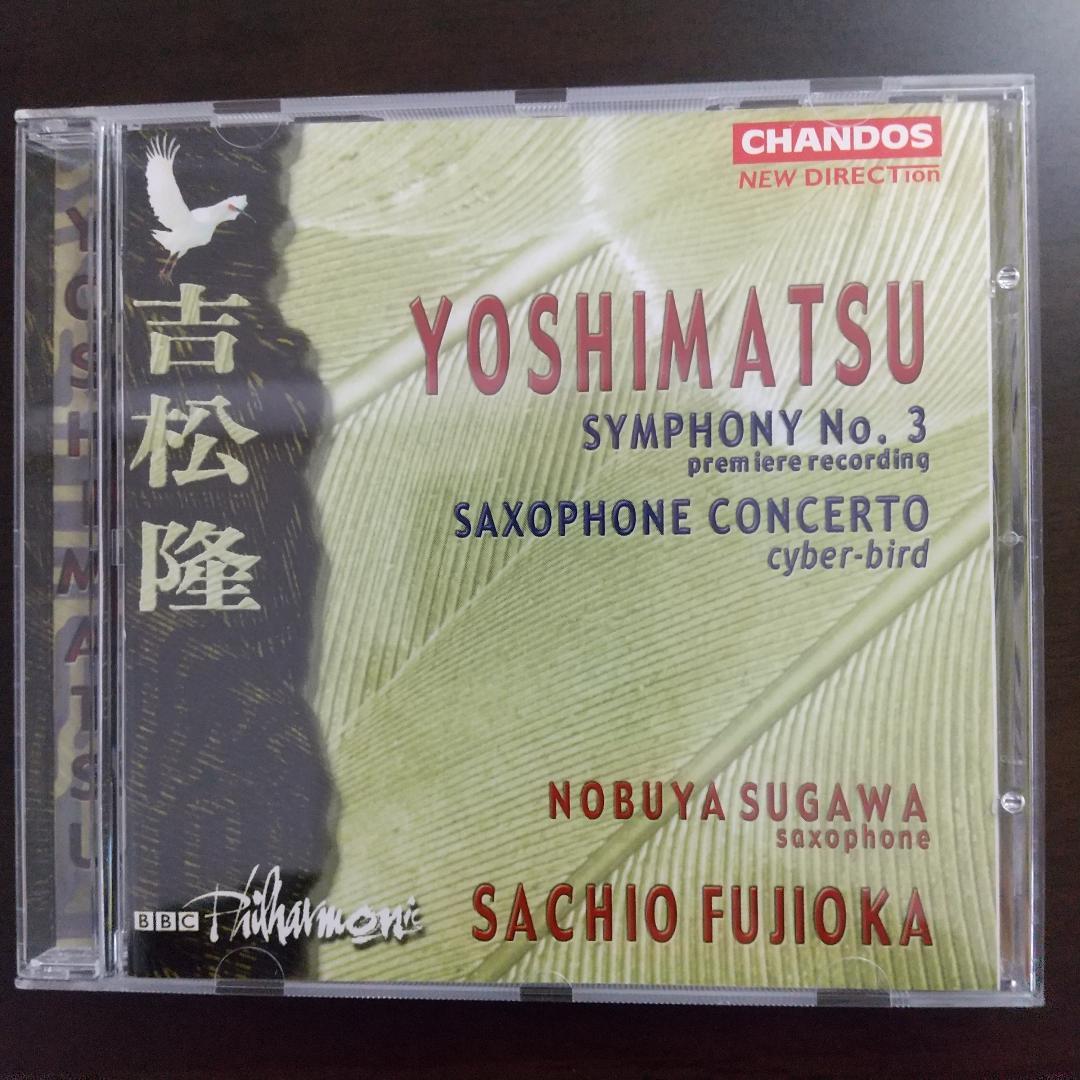 YOSHIMATSU
吉松隆
CHANDOS
NEW DIRECTion
YOSHIMATSU
SYMPHONY No. 3
premiere recording
SAXOPHONE CONCERTO
cyber-bird
NOBUYA SUGAWA
saxophone
SACHIO FUJIOKA
BBC Philharmonic